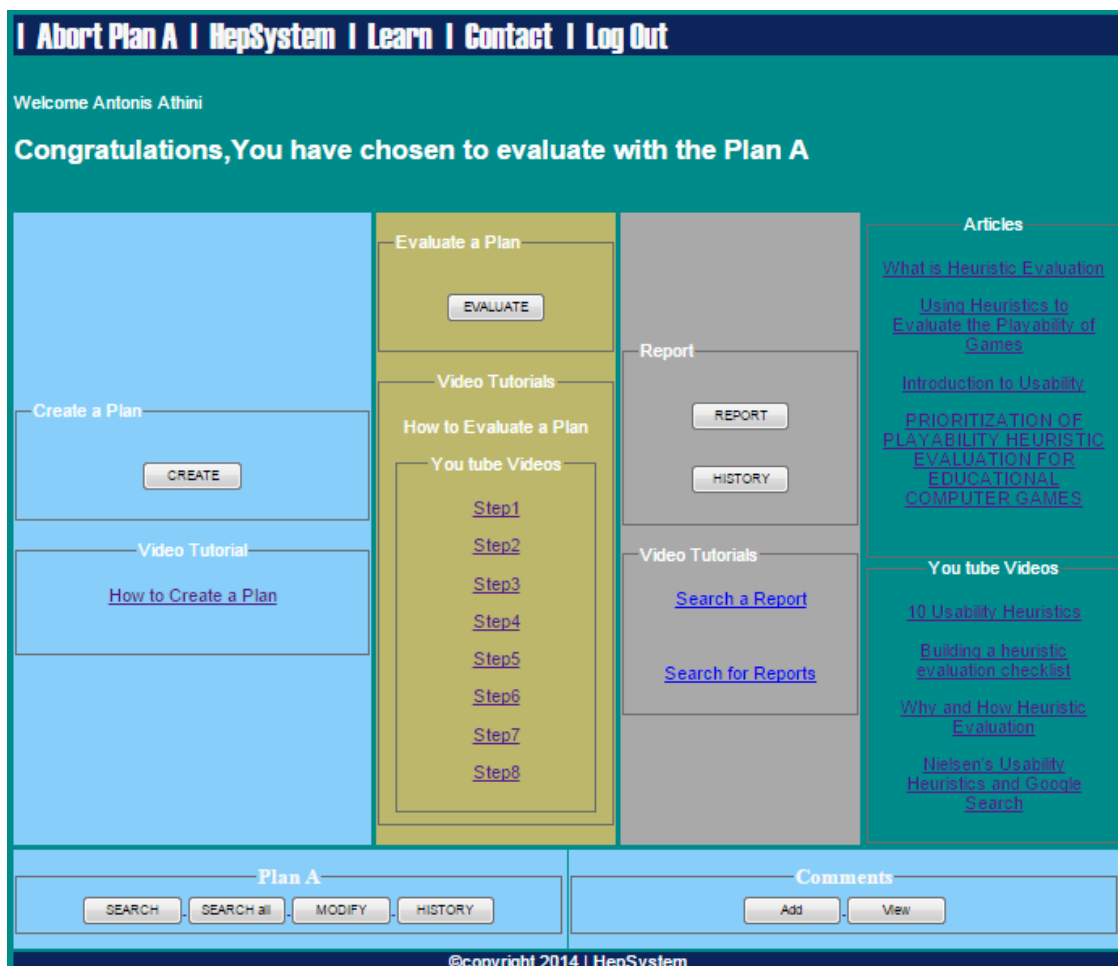 | Abort Plan A | HepSystem | Learn | Contact | Log Out
Welcome Antonis Athini
Congratulations,You have chosen to evaluate with the Plan A
Create a Plan
CREATE
Video Tutorial
How to Create a Plan
Evaluate a Plan
EVALUATE
Video Tutorials
How to Evaluate a Plan
You tube Videos
Step1
Step2
Step3
Step4
Step5
Step6
Step7
Step8
Report
REPORT
HISTORY
Video Tutorials
Search a Report
Search for Reports
Articles
What is Heuristic Evaluation
Using Heuristics to
Evaluate the Playability of
Games
Introduction to Usability
PRIORITIZATION OF
PLAYABILITY HEURISTIC
EVALUATION FOR
EDUCATIONAL
COMPUTER GAMES
You tube Videos
10 Usability Heuristics
Building a heuristic
evaluation checklist
Why and How Heuristic
Evaluation
Nielsen's Usability
Heuristics and Google
Search
Plan A
SEARCH - SEARCH all - MODIFY - HISTORY
Comments
Add - View
©copyright 2014 | HepSystem